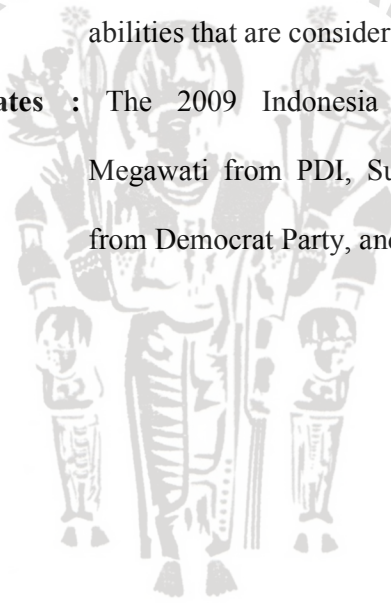 abilities that are consider
ates : The 2009 Indonesia
Megawati from PDI, Su
from Democrat Party, and